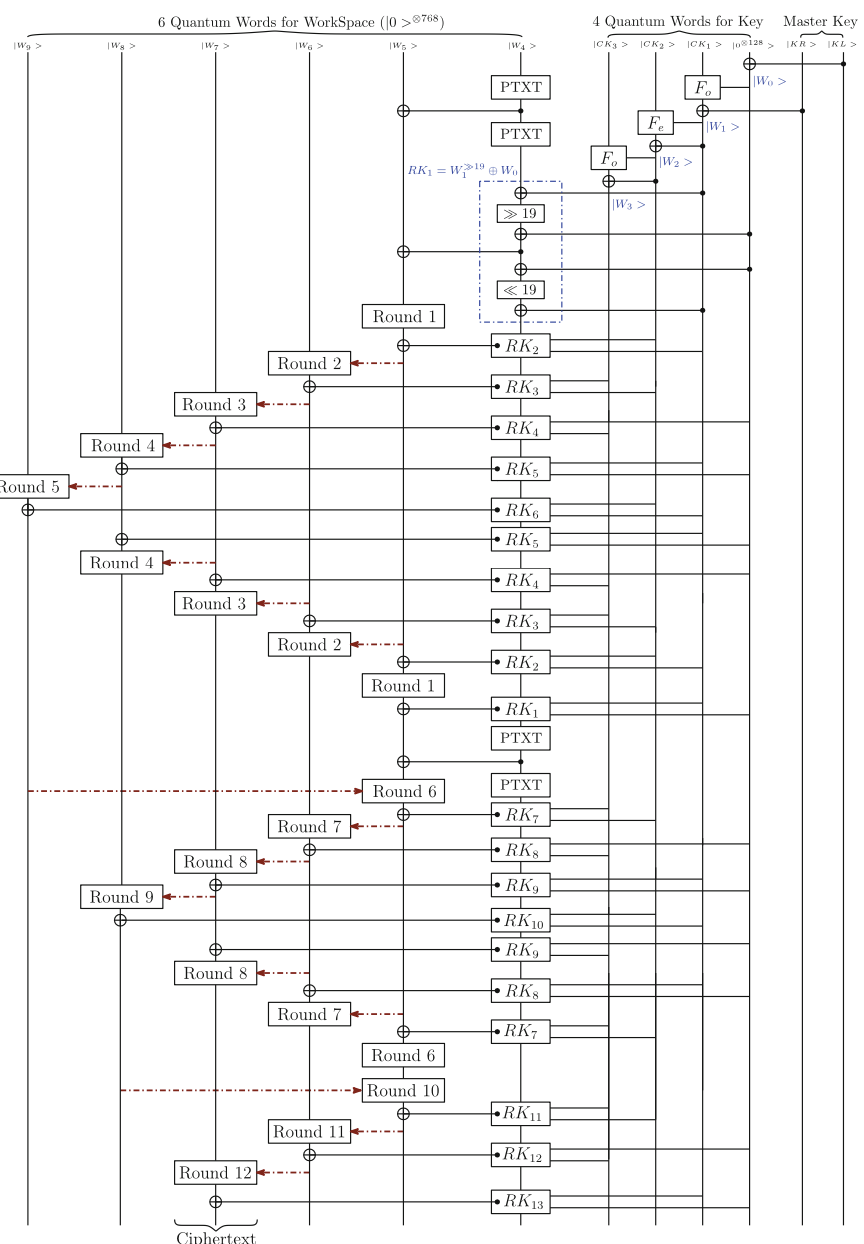 6 Quantum Words for WorkSpace (|0 >⊗768)
4 Quantum Words for Key
Master Key
|W9 >
|W8 >
|W7 >
|W6 >
|W5 >
|W4 >
|CK3 >
|CK2 >
|CK1 >
|0⊗128 >
|KR >
|KL >
PTXT
Fo
|W0 >
Fe
|W1 >
PTXT
Fo
|W2 >
RK1 = W1≫19 ⊕ W0
|W3 >
≫ 19
≪ 19
Round 1
RK2
Round 2
RK3
Round 3
RK4
Round 4
RK5
Round 5
RK6
RK5
Round 4
RK4
Round 3
RK3
Round 2
RK2
Round 1
RK1
PTXT
PTXT
Round 6
RK7
Round 7
RK8
Round 8
RK9
Round 9
RK10
RK9
Round 8
RK8
Round 7
RK7
Round 6
Round 10
RK11
Round 11
RK12
Round 12
RK13
Ciphertext